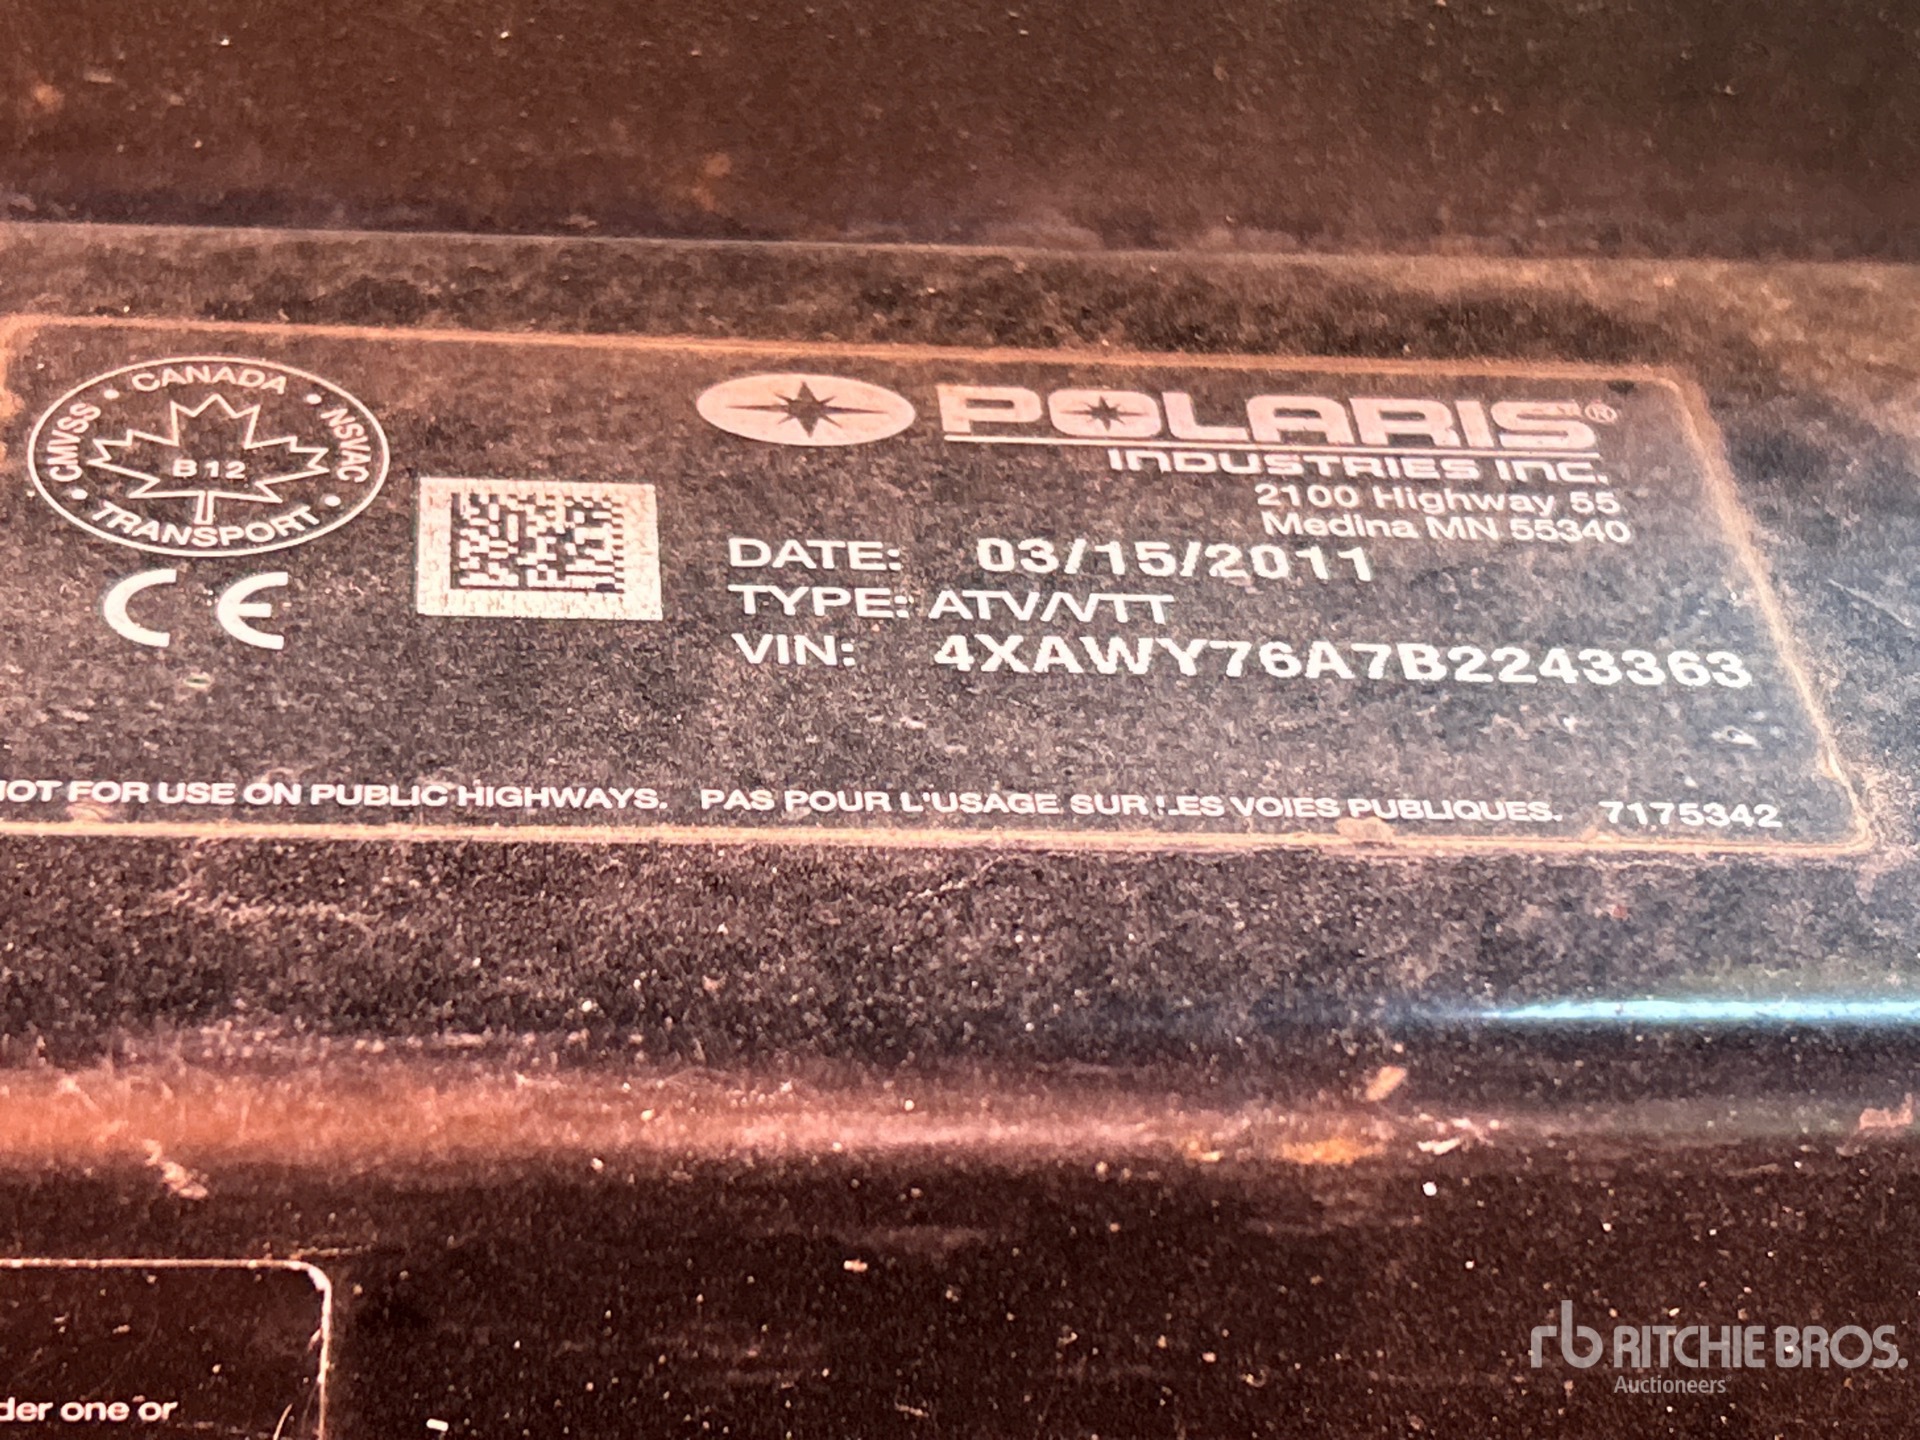 CANADA
CMVSS
NSVAC
B12
TRANSPORT
CE
POLARIS®
INDUSTRIES INC.
2100 Highway 55
Medina MN 55340
DATE: 03/15/2011
TYPE: ATV/VTT
VIN: 4XAWY76A7B2243363
NOT FOR USE ON PUBLIC HIGHWAYS. PAS POUR L'USAGE SUR LES VOIES PUBLIQUES. 7175342
one or
rb RITCHIE BROS.
Auctioneers